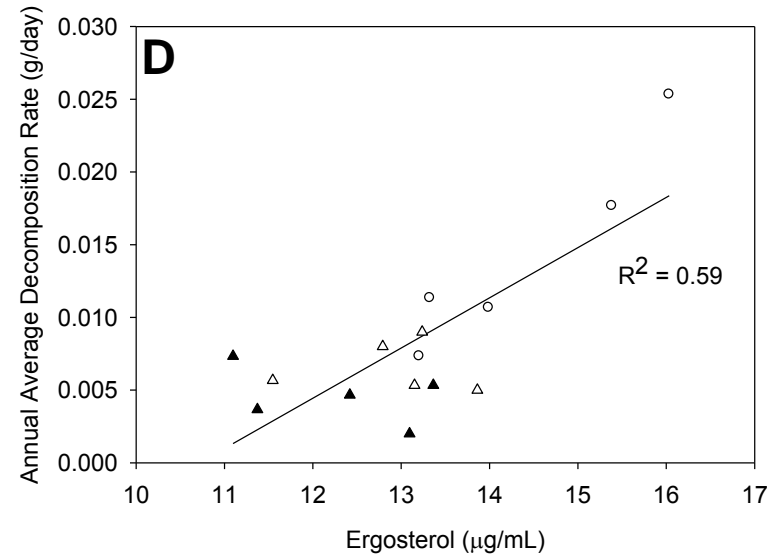 D
Annual Average Decomposition Rate (g/day)
0.030
0.025
0.020
0.015
0.010
0.005
0.000
R² = 0.59
10 11 12 13 14 15 16 17
Ergosterol (μg/mL)